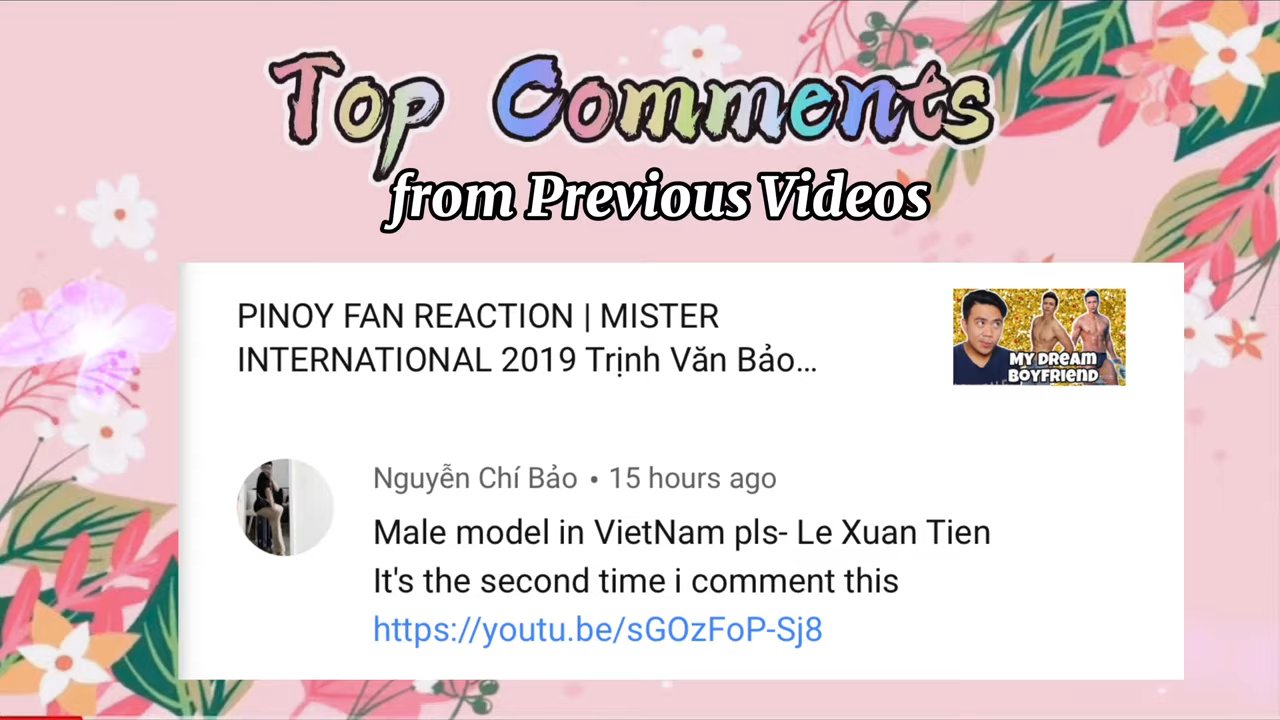 Top Comments
from Previous Videos
PINOY FAN REACTION | MISTER
INTERNATIONAL 2019 Trịnh Văn Bảo...
MY DREAM
BOYFRIEND
Nguyễn Chí Bảo • 15 hours ago
Male model in VietNam pls- Le Xuan Tien
It's the second time i comment this
https://youtu.be/sGOzFoP-Sj8